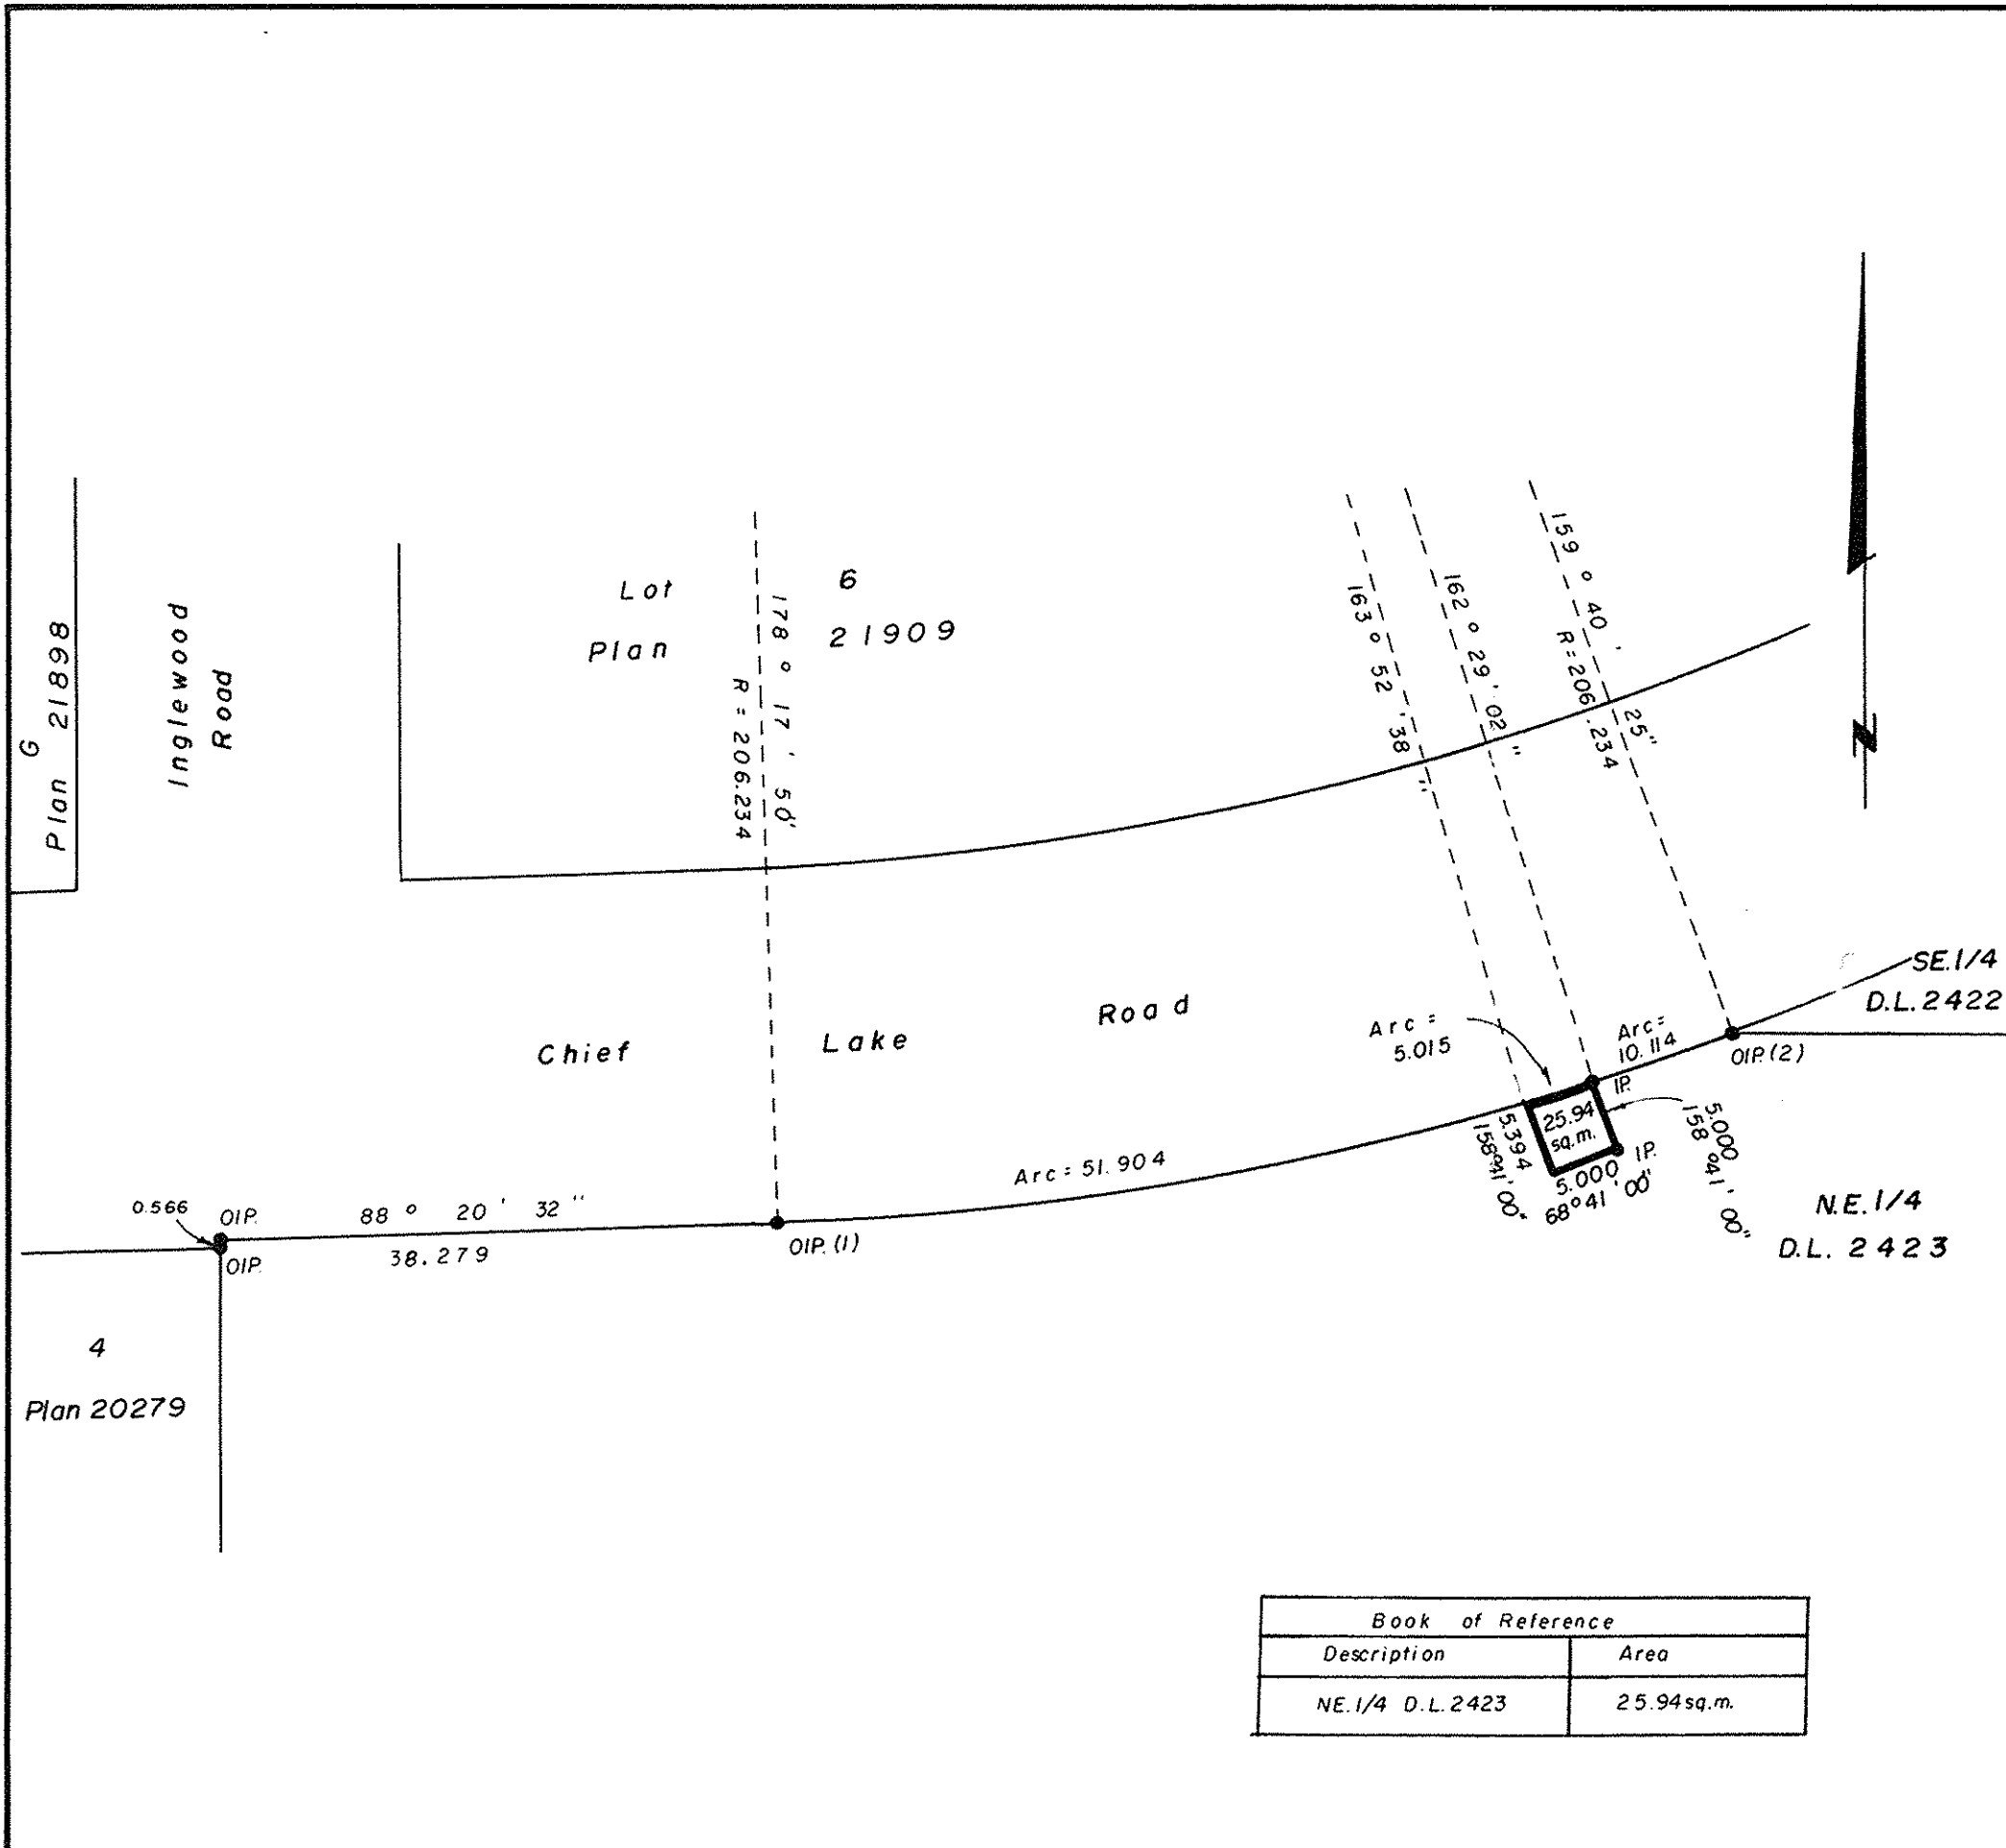 G
Plan 21898
Inglewood
Road
Lot 6
Plan 21909
178° 17' 50"
R = 206.234
163° 52' 38"
162° 29' 02"
159° 40' 25"
R = 206.234
N
SE.1/4
D.L. 2422
Chief Lake Road
Arc =
5.015
Arc =
10.114
OIP.(2)
IP.
25.94
sq.m.
5.394
158°41'00"
5.000
158°41'00"
IP.
5.000
68°41'00"
Arc = 51.904
N.E. 1/4
D.L. 2423
0.566
OIP.
88° 20' 32"
OIP.
38.279
OIP. (1)
4
Plan 20279
Book of Reference
Description Area
NE.1/4 D.L. 2423 25.94 sq.m.